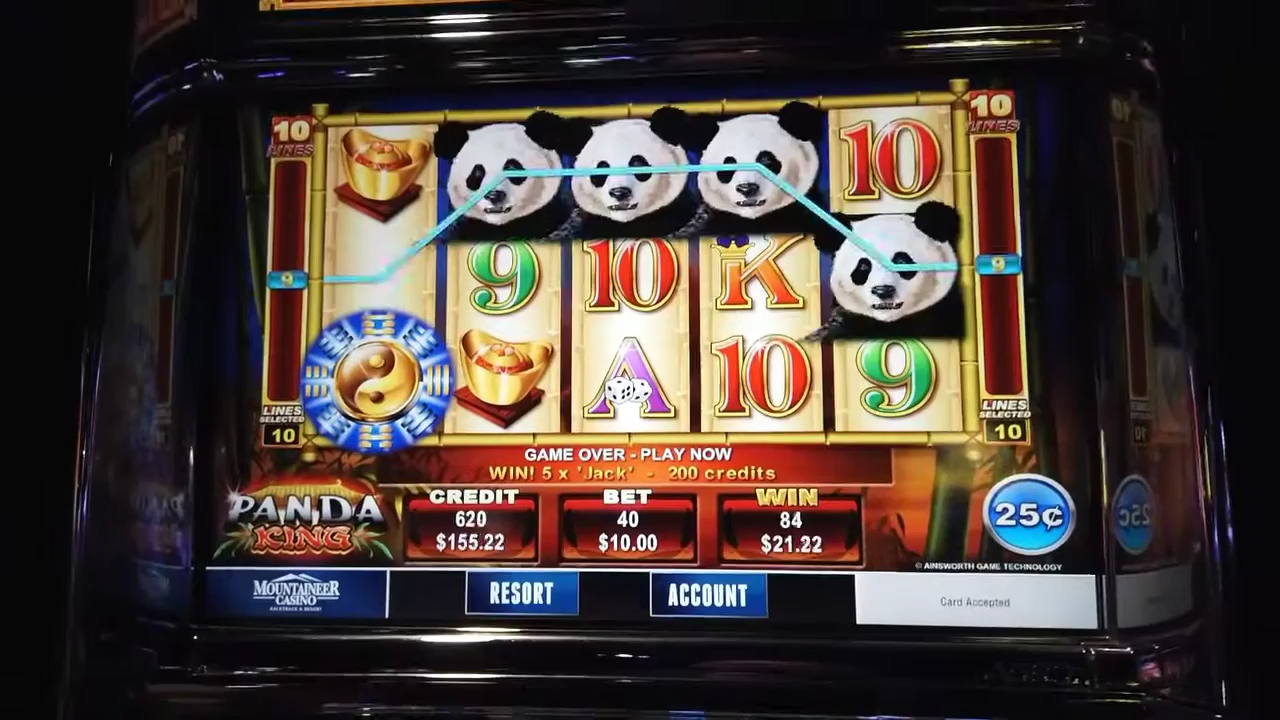 10
LINES
10
LINES
10
9
10
K
9
9
A
10
9
LINES
SELECTED
10
LINES
SELECTED
10
GAME OVER - PLAY NOW
WIN! 5 x 'Jack' - 200 credits
PANDA
KING
CREDIT
620
$155.22
BET
40
$10.00
WIN
84
$21.22
25¢
© AINSWORTH GAME TECHNOLOGY
MOUNTAINEER
CASINO
RACETRACK & RESORT
RESORT
ACCOUNT
Card Accepted